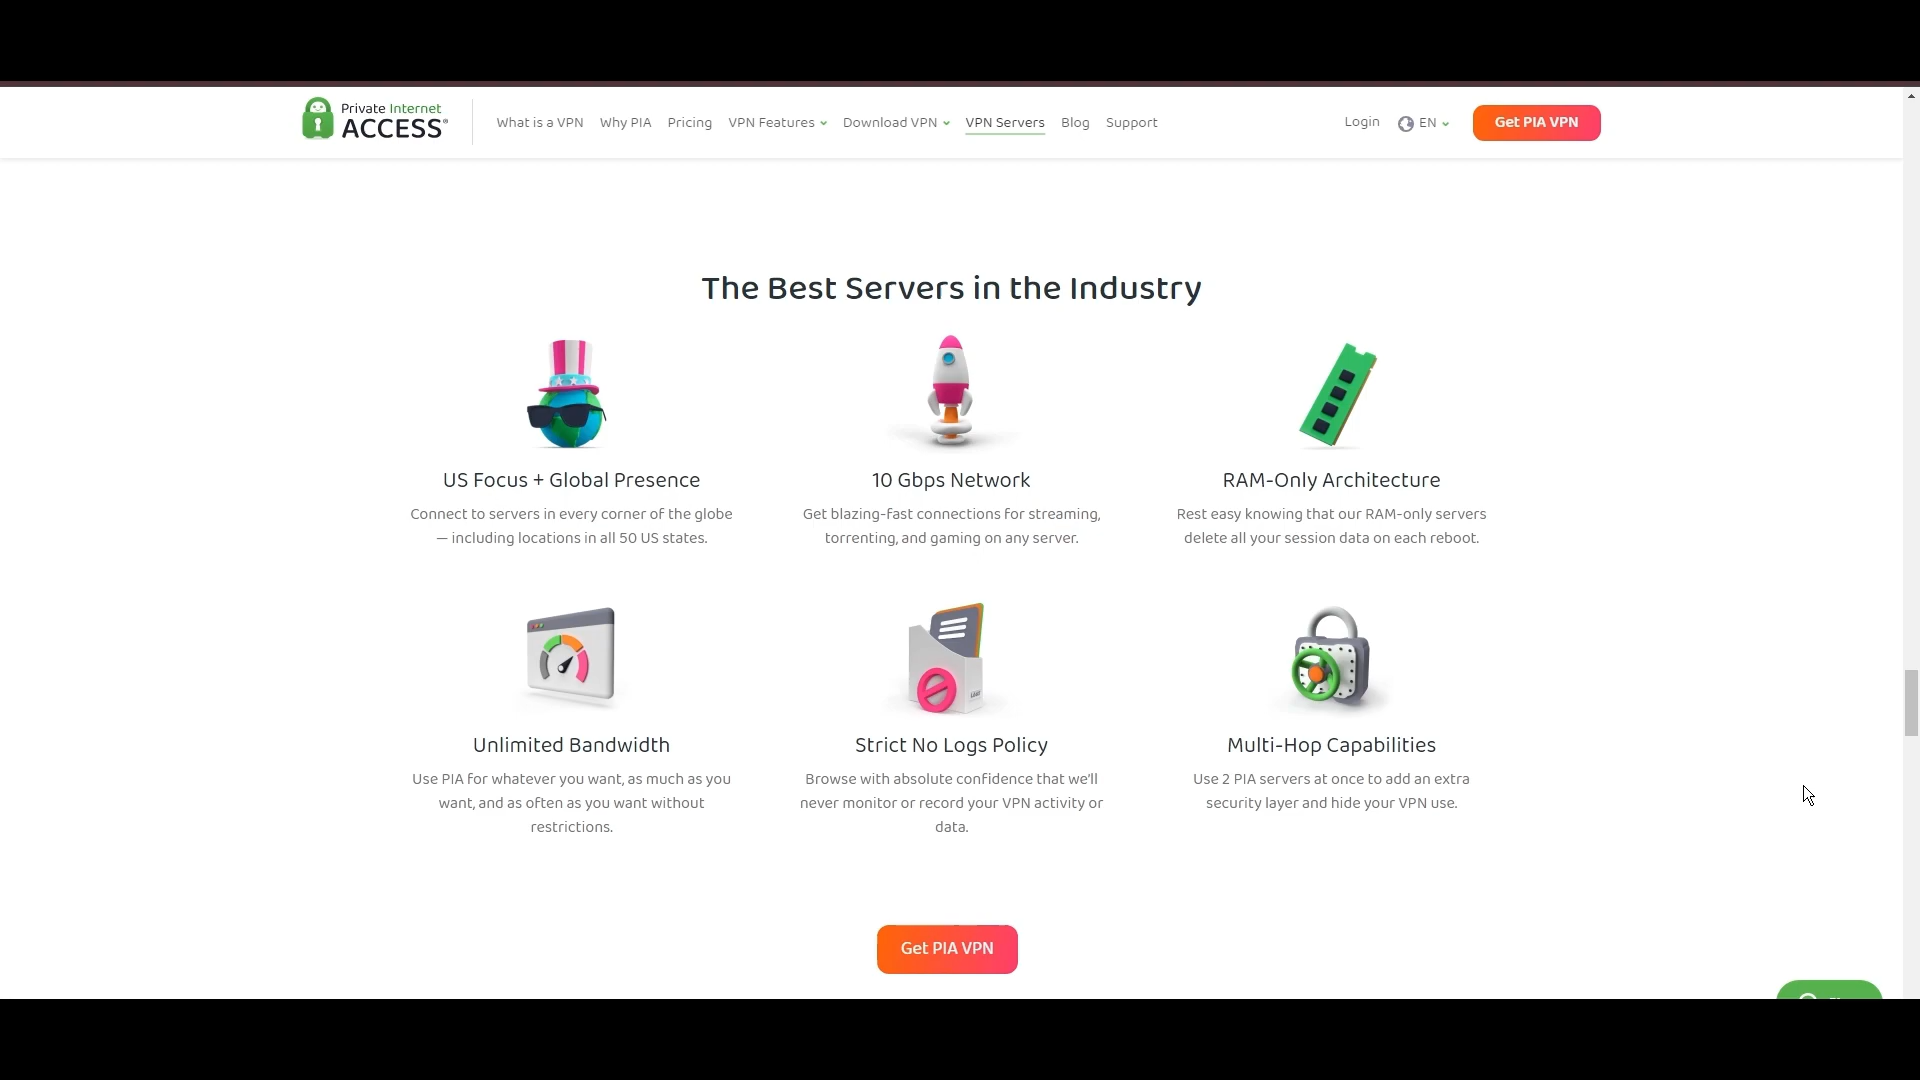 Private Internet
ACCESS®
What is a VPN Why PIA Pricing VPN Features Download VPN VPN Servers Blog Support Login EN Get PIA VPN
The Best Servers in the Industry
US Focus + Global Presence
Connect to servers in every corner of the globe
— including locations in all 50 US states.
10 Gbps Network
Get blazing-fast connections for streaming,
torrenting, and gaming on any server.
RAM-Only Architecture
Rest easy knowing that our RAM-only servers
delete all your session data on each reboot.
Unlimited Bandwidth
Use PIA for whatever you want, as much as you
want, and as often as you want without
restrictions.
Strict No Logs Policy
Browse with absolute confidence that we'll
never monitor or record your VPN activity or
data.
Multi-Hop Capabilities
Use 2 PIA servers at once to add an extra
security layer and hide your VPN use.
Get PIA VPN